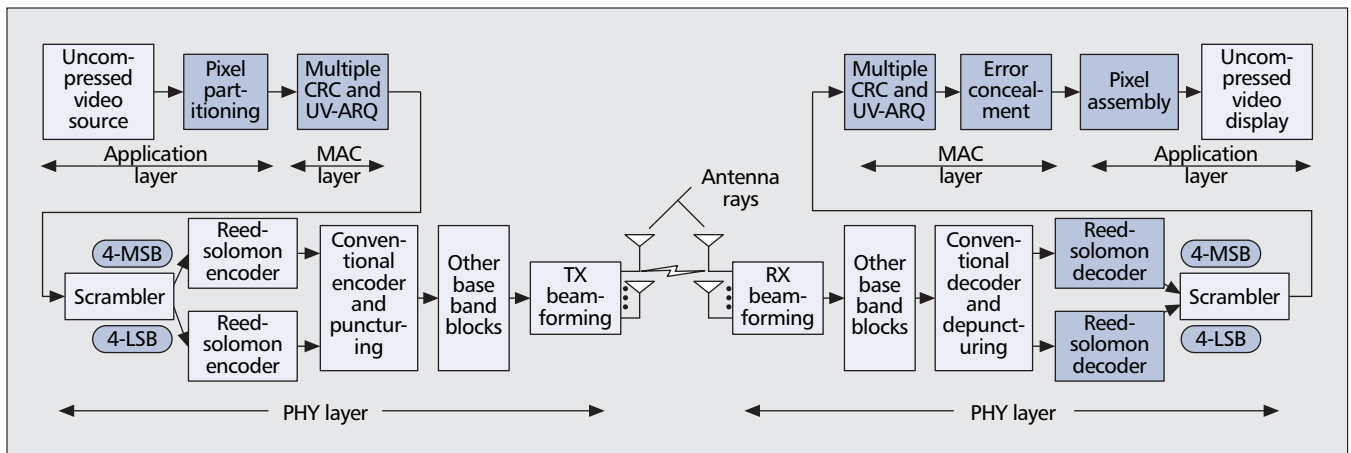 Uncom-
pressed
video
source
Pixel
part-
itioning
Multiple
CRC and
UV-ARQ
Application
layer
MAC
layer
Multiple
CRC and
UV-ARQ
Error
conceal-
ment
Pixel
assembly
Uncom-
pressed
video
display
MAC
layer
Application
layer
Antenna
rays
4-MSB
Scrambler
4-LSB
Reed-
solomon
encoder
Reed-
solomon
encoder
Conven-
tional
encoder
and
punctur-
ing
Other
base
band
blocks
TX
beam-
forming
RX
beam-
forming
Other
base
band
blocks
Conven-
tional
decoder
and
depunct-
uring
Reed-
solomon
decoder
Reed-
solomon
decoder
4-MSB
Scrambler
4-LSB
PHY layer
PHY layer